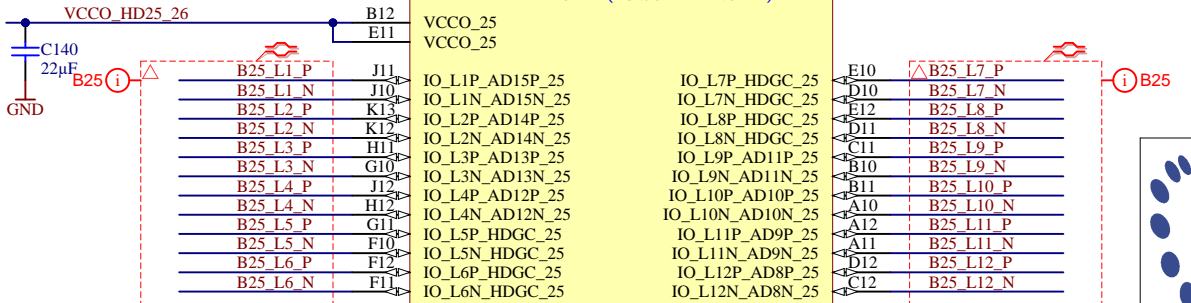 VCCO_HD25_26
B12
VCCO_25
E11
VCCO_25
C140
22µF
GND
B25
B25_L1_P J11 IO_L1P_AD15P_25 IO_L7P_HDGC_25 E10 B25_L7_P
B25
B25_L1_N J10 IO_L1N_AD15N_25 IO_L7N_HDGC_25 D10 B25_L7_N
B25_L2_P K13 IO_L2P_AD14P_25 IO_L8P_HDGC_25 E12 B25_L8_P
B25_L2_N K12 IO_L2N_AD14N_25 IO_L8N_HDGC_25 D11 B25_L8_N
B25_L3_P H11 IO_L3P_AD13P_25 IO_L9P_AD11P_25 C11 B25_L9_P
B25_L3_N G10 IO_L3N_AD13N_25 IO_L9N_AD11N_25 B10 B25_L9_N
B25_L4_P J12 IO_L4P_AD12P_25 IO_L10P_AD10P_25 B11 B25_L10_P
B25_L4_N H12 IO_L4N_AD12N_25 IO_L10N_AD10N_25 A10 B25_L10_N
B25_L5_P G11 IO_L5P_HDGC_25 IO_L11P_AD9P_25 A12 B25_L11_P
B25_L5_N F10 IO_L5N_HDGC_25 IO_L11N_AD9N_25 A11 B25_L11_N
B25_L6_P F12 IO_L6P_HDGC_25 IO_L12P_AD8P_25 D12 B25_L12_P
B25_L6_N F11 IO_L6N_HDGC_25 IO_L12N_AD8N_25 C12 B25_L12_N